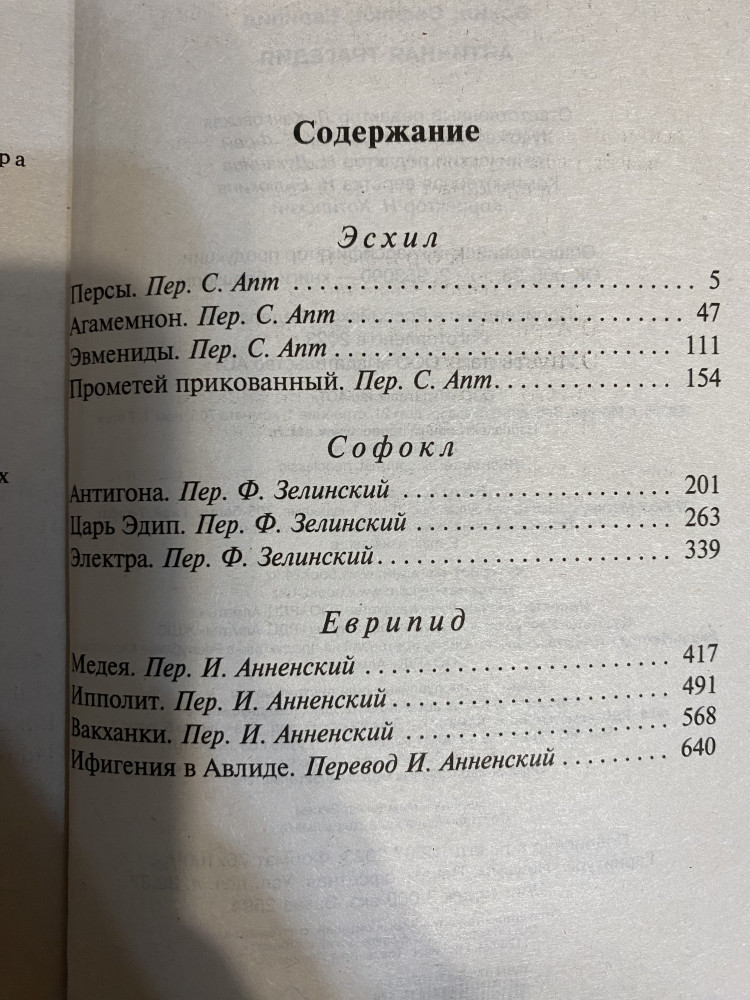 ра
х
Содержание
Эсхил
Персы. Пер. С. Апт .......................... 5
Агамемнон. Пер. С. Апт ........................ 47
Эвмениды. Пер. С. Апт ........................ 111
Прометей прикованный. Пер. С. Апт............. 154
Софокл
Антигона. Пер. Ф. Зелинский .................... 201
Царь Эдип. Пер. Ф. Зелинский ................... 263
Электра. Пер. Ф. Зелинский...................... 339
Еврипид
Медея. Пер. И. Анненский ...................... 417
Ипполит. Пер. И. Анненский ..................... 491
Вакханки. Пер. И. Анненский .................... 568
Ифигения в Авлиде. Перевод И. Анненский ......... 640